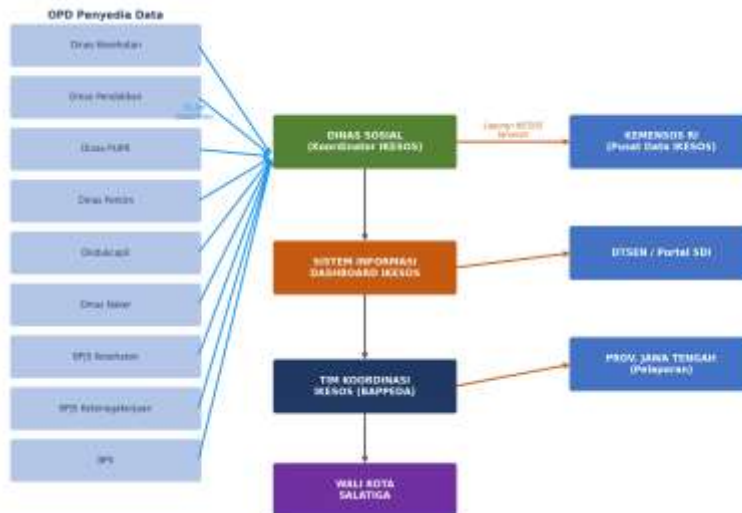 OPD Penyedia Data
Dinas Kesehatan
Dinas Pendidikan
Dinas PUPR
Dinas Perkim
Disdukcapil
Dinas Naker
BPJS Kesehatan
BPJS Ketenagakerjaan
BPS
DINAS SOSIAL
(Koordinator IKESOS)
KEMENSOS RI
(Pusat Data IKESOS)
SISTEM INFORMASI
DASHBOARD IKESOS
DTSEN / Portal SDI
TIM KOORDINASI
IKESOS (BAPPEDA)
PROV. JAWA TENGAH
(Pelaporan)
WALI KOTA
SALATIGA